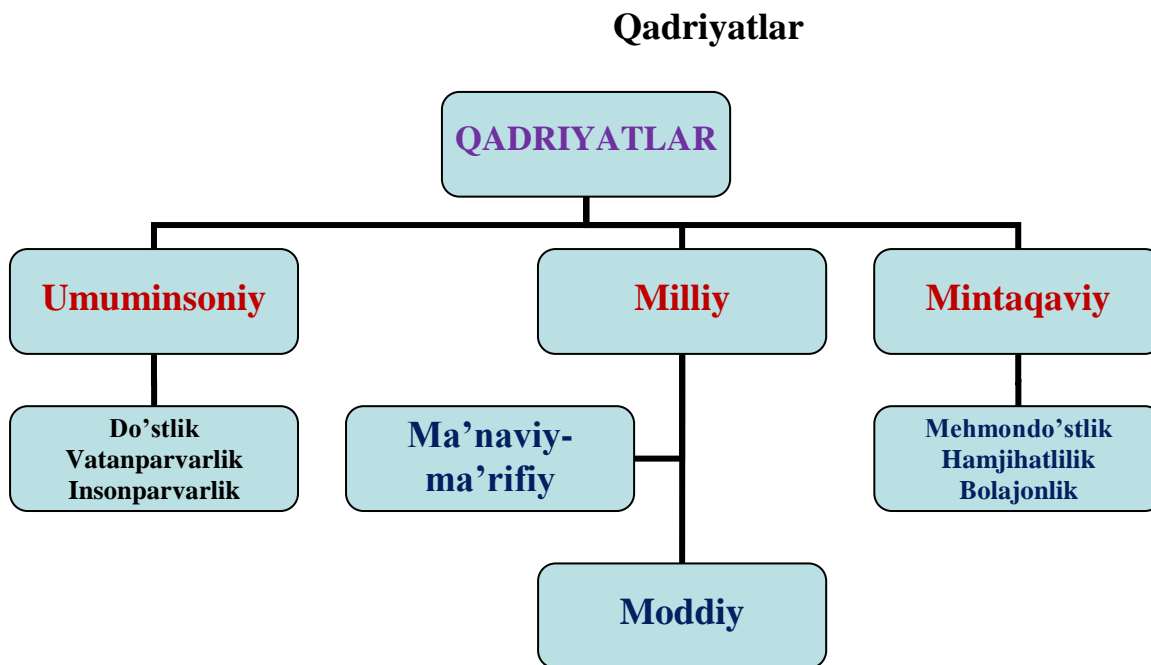 Qadriyatlar
QADRIYATLAR
Umuminsoniy
Milliy
Mintaqaviy
Do’stlik
Vatanparvarlik
Insonparvarlik
Ma’naviy-
ma’rifiy
Mehmondo’stlik
Hamjihatlilik
Bolajonlik
Moddiy